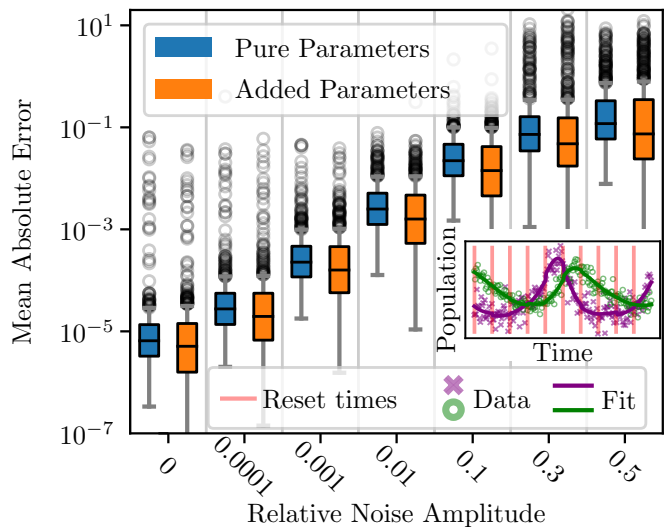 10^1
10^-1
10^-3
10^-5
10^-7
Mean Absolute Error
Pure Parameters
Added Parameters
Population
Time
Reset times
Data
Fit
0
0.0001
0.001
0.01
0.1
0.3
0.5
Relative Noise Amplitude